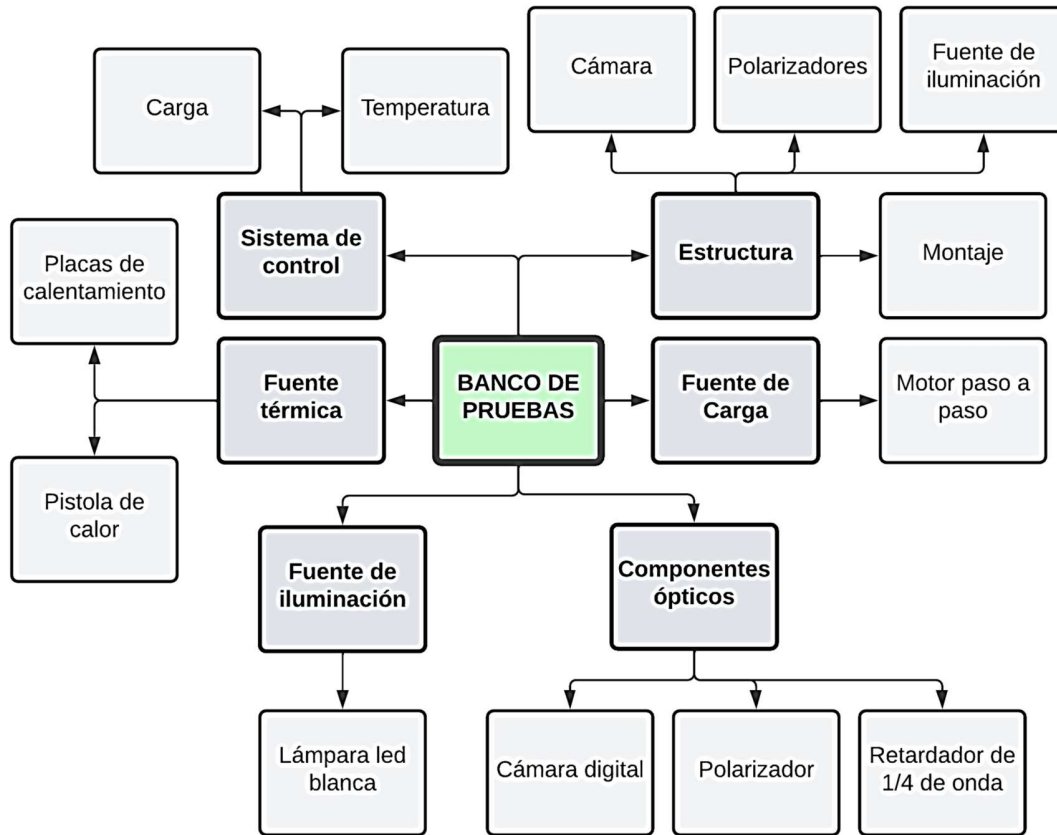 Carga
Temperatura
Cámara
Polarizadores
Fuente de
iluminación
Sistema de
control
Estructura
Montaje
Placas de
calentamiento
Fuente
térmica
BANCO DE
PRUEBAS
Fuente de
Carga
Motor paso a
paso
Pistola de
calor
Fuente de
iluminación
Componentes
ópticos
Lámpara led
blanca
Cámara digital
Polarizador
Retardador de
1/4 de onda